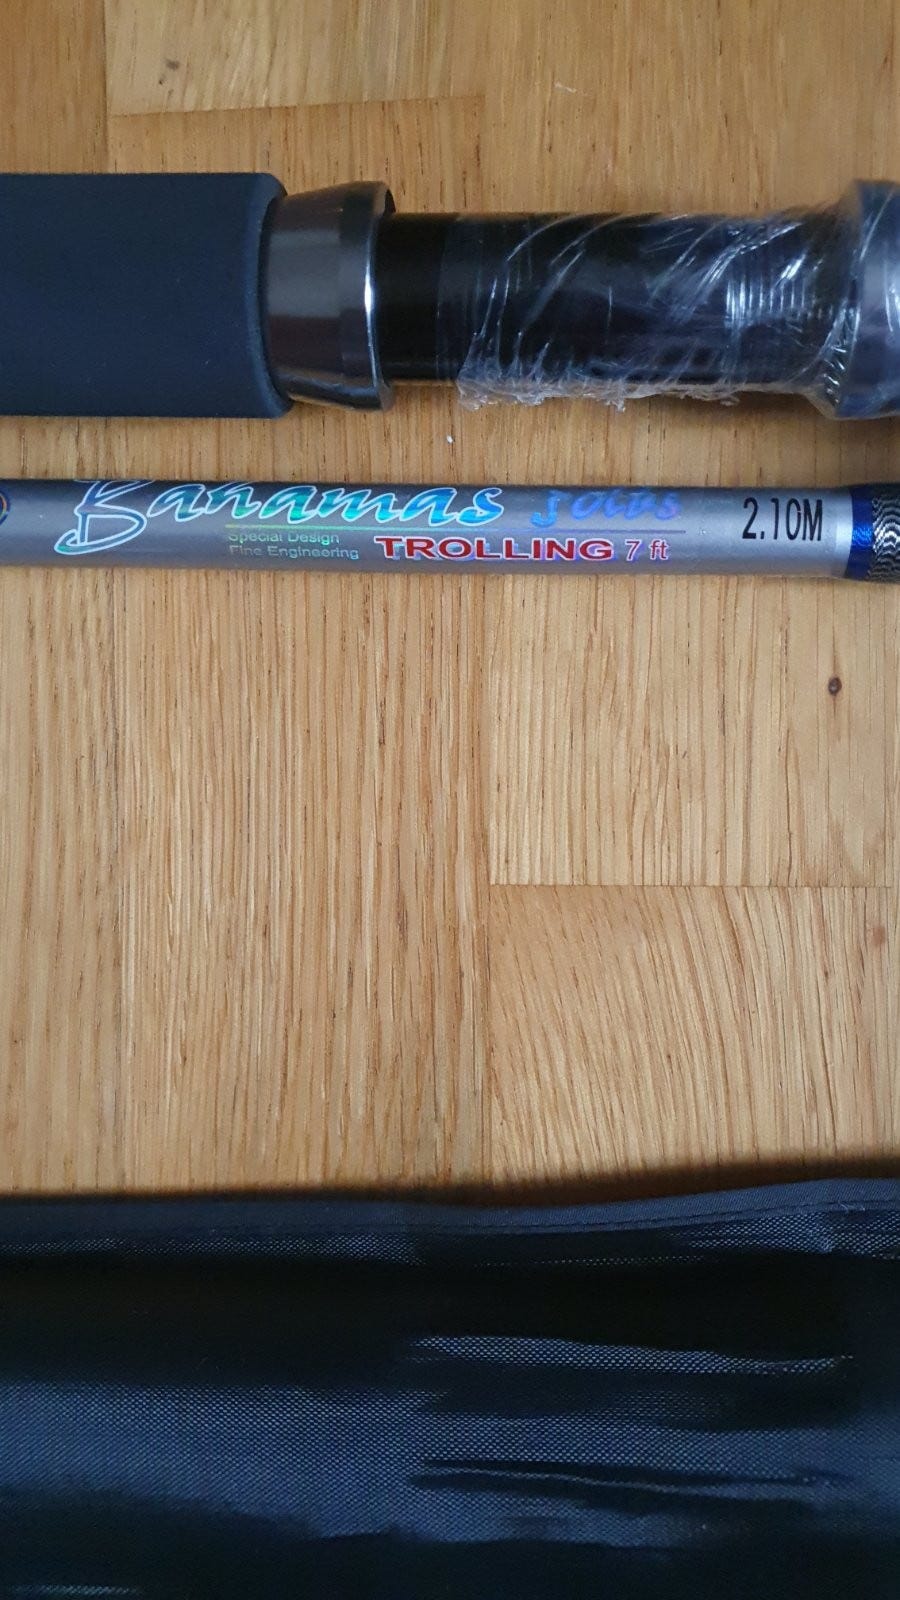 Bahamas
Special Design
Fine Engineering TROLLING 7 ft
2.10M